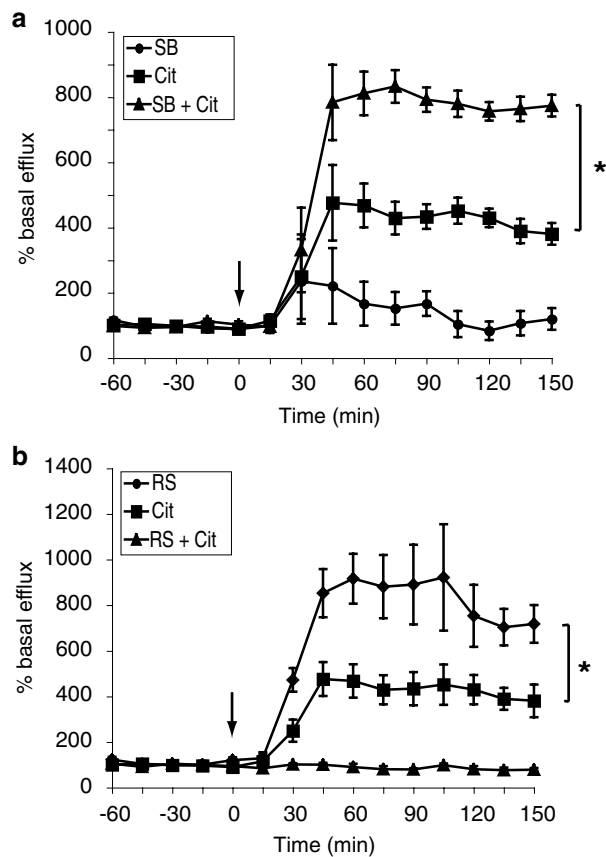 a
1000
800
600
400
200
0
% basal efflux
SB
Cit
SB + Cit
*
-60 -30 0 30 60 90 120 150
Time (min)
b
1400
1200
1000
800
600
400
200
0
% basal efflux
RS
Cit
RS + Cit
*
-60 -30 0 30 60 90 120 150
Time (min)